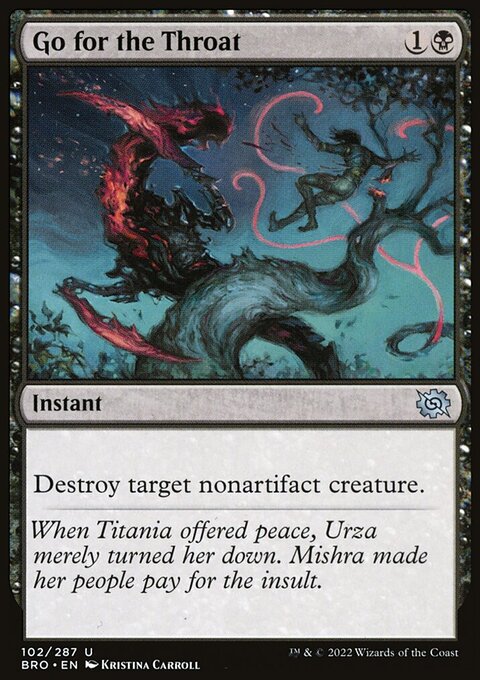 Go for the Throat 1
Instant
Destroy target nonartifact creature.
When Titania offered peace, Urza
merely turned her down. Mishra made
her people pay for the insult.
102/287 U
BRO • EN Kristina Carroll
™ & © 2022 Wizards of the Coast